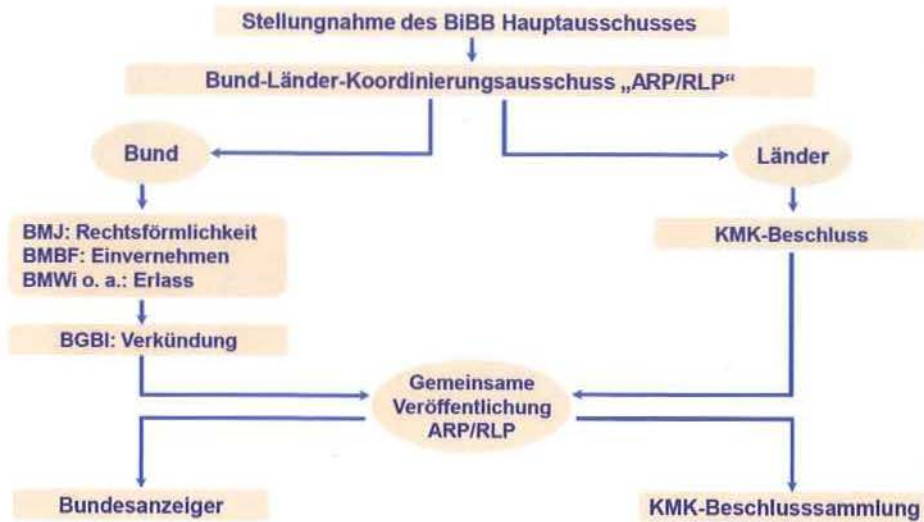 Stellungnahme des BiBB Hauptausschusses
Bund-Länder-Koordinierungsausschuss „ARP/RLP“
Bund
Länder
BMJ: Rechtsförmlichkeit
BMBF: Einvernehmen
BMWi o. a.: Erlass
KMK-Beschluss
BGBl: Verkündung
Gemeinsame
Veröffentlichung
ARP/RLP
Bundesanzeiger
KMK-Beschlusssammlung